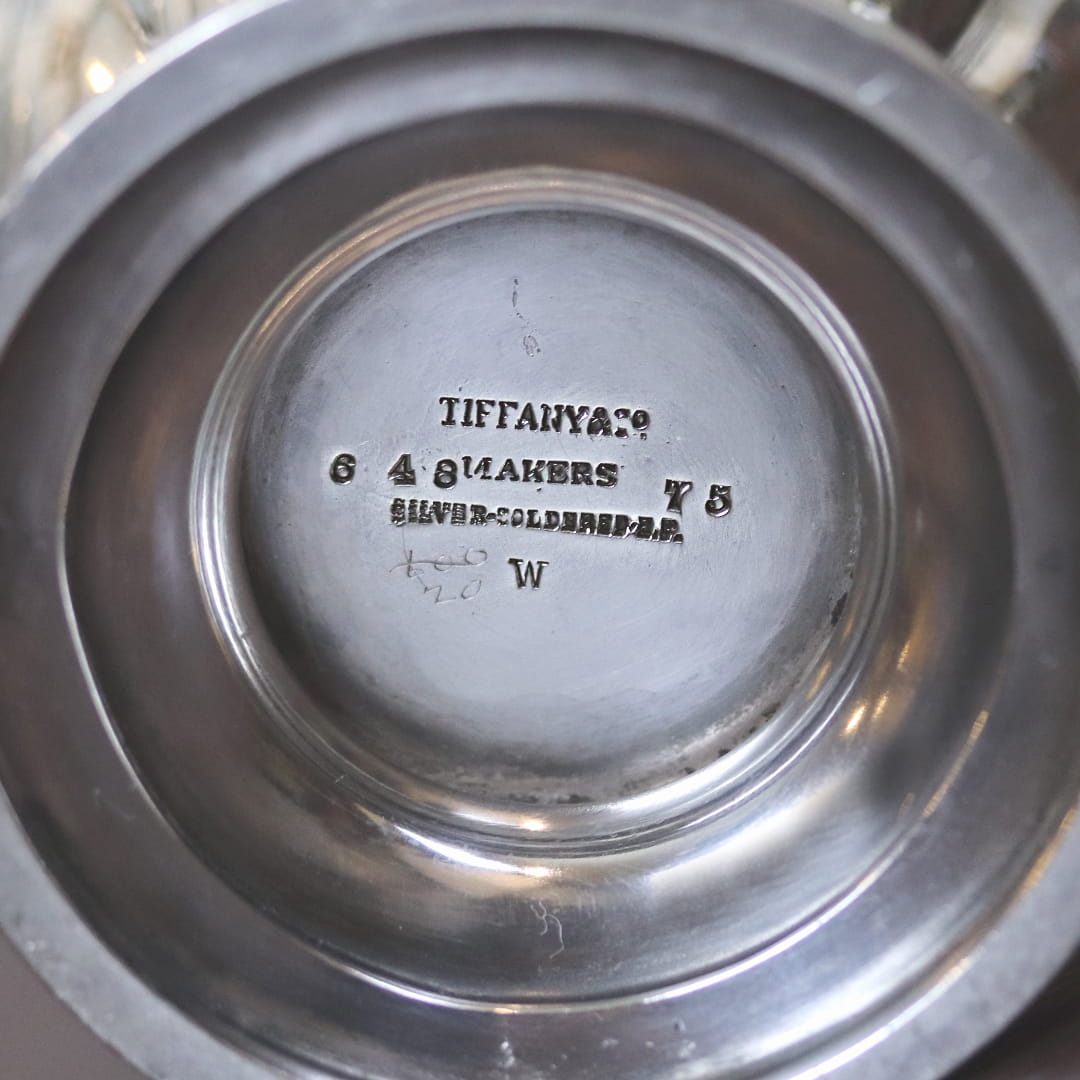 TIFFANY & Co
6 4 8 MAKERS 7 5
SILVER-SOLDERED-E.P.
W